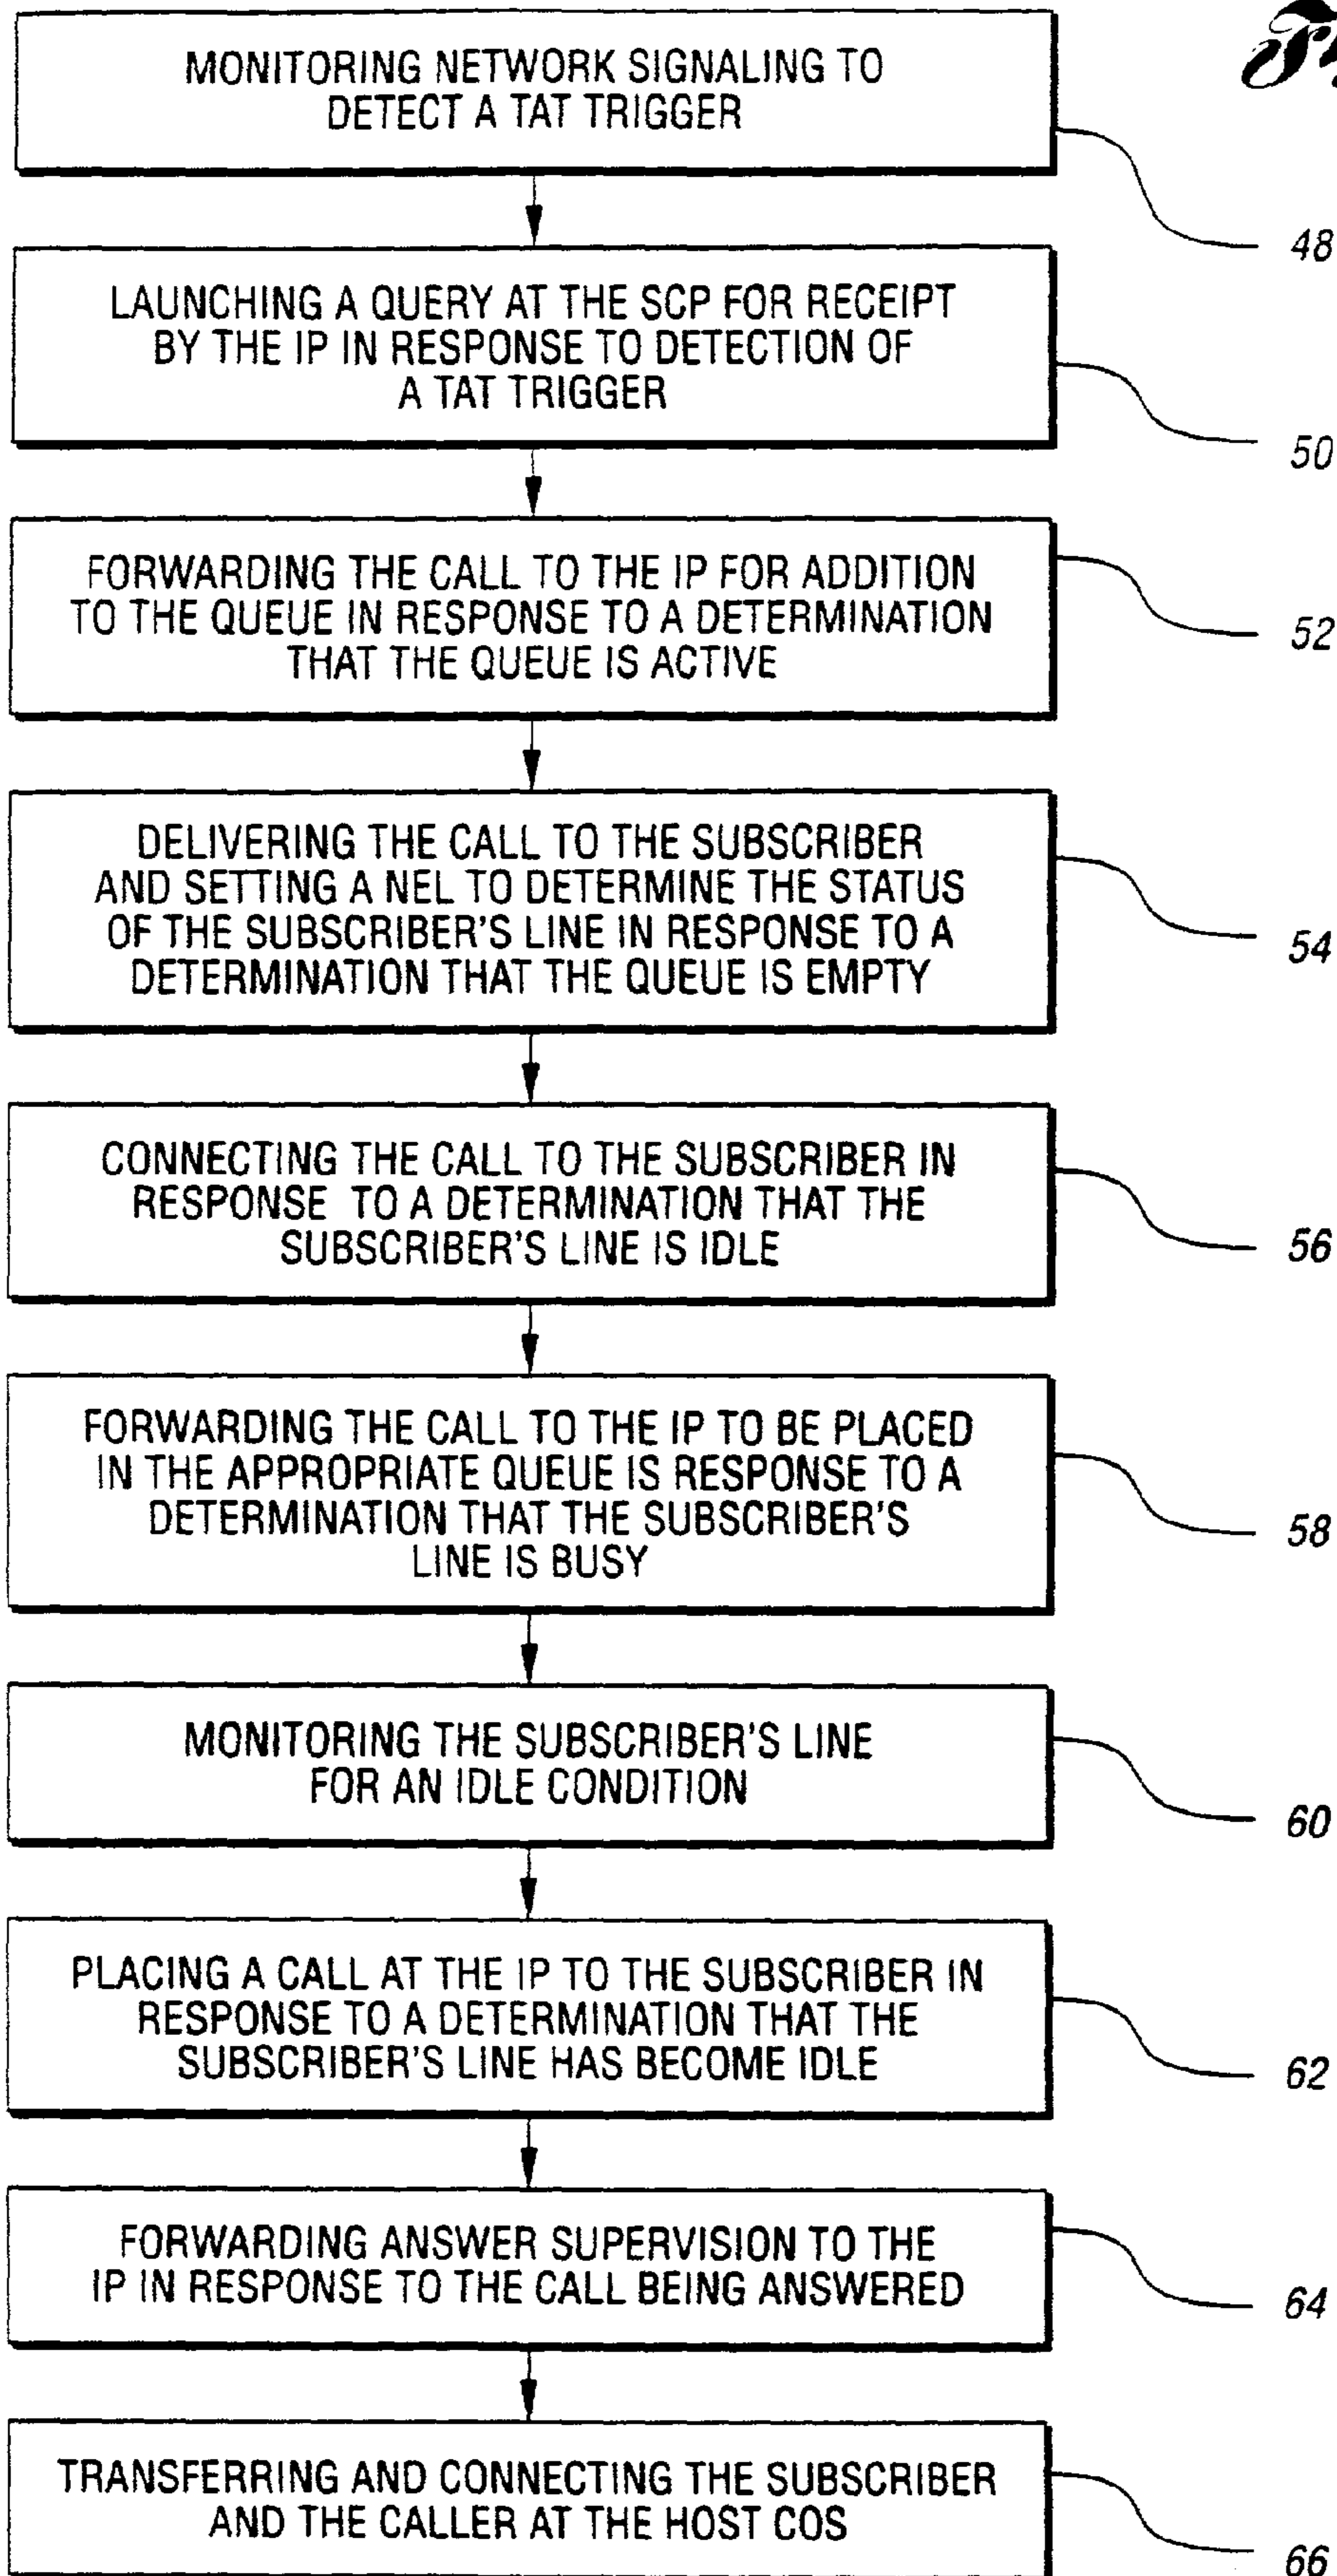 MONITORING NETWORK SIGNALING TO
DETECT A TAT TRIGGER
48
LAUNCHING A QUERY AT THE SCP FOR RECEIPT
BY THE IP IN RESPONSE TO DETECTION OF
A TAT TRIGGER
50
FORWARDING THE CALL TO THE IP FOR ADDITION
TO THE QUEUE IN RESPONSE TO A DETERMINATION
THAT THE QUEUE IS ACTIVE
52
DELIVERING THE CALL TO THE SUBSCRIBER
AND SETTING A NEL TO DETERMINE THE STATUS
OF THE SUBSCRIBER'S LINE IN RESPONSE TO A
DETERMINATION THAT THE QUEUE IS EMPTY
54
CONNECTING THE CALL TO THE SUBSCRIBER IN
RESPONSE TO A DETERMINATION THAT THE
SUBSCRIBER'S LINE IS IDLE
56
FORWARDING THE CALL TO THE IP TO BE PLACED
IN THE APPROPRIATE QUEUE IS RESPONSE TO A
DETERMINATION THAT THE SUBSCRIBER'S
LINE IS BUSY
58
MONITORING THE SUBSCRIBER'S LINE
FOR AN IDLE CONDITION
60
PLACING A CALL AT THE IP TO THE SUBSCRIBER IN
RESPONSE TO A DETERMINATION THAT THE
SUBSCRIBER'S LINE HAS BECOME IDLE
62
FORWARDING ANSWER SUPERVISION TO THE
IP IN RESPONSE TO THE CALL BEING ANSWERED
64
TRANSFERRING AND CONNECTING THE SUBSCRIBER
AND THE CALLER AT THE HOST COS
66